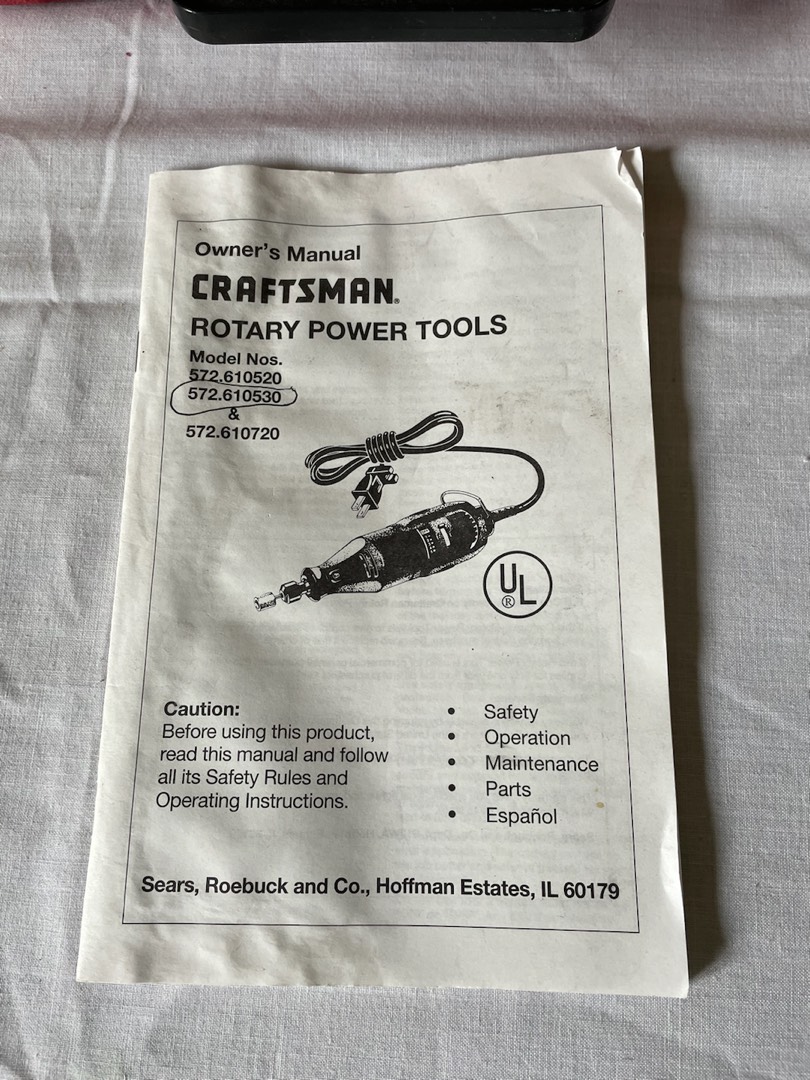 Owner's Manual
CRAFTSMAN®
ROTARY POWER TOOLS
Model Nos.
572.610520
572.610530
&
572.610720
UL
®
Caution:
Before using this product,
read this manual and follow
all its Safety Rules and
Operating Instructions.
• Safety
• Operation
• Maintenance
• Parts
• Español
Sears, Roebuck and Co., Hoffman Estates, IL 60179